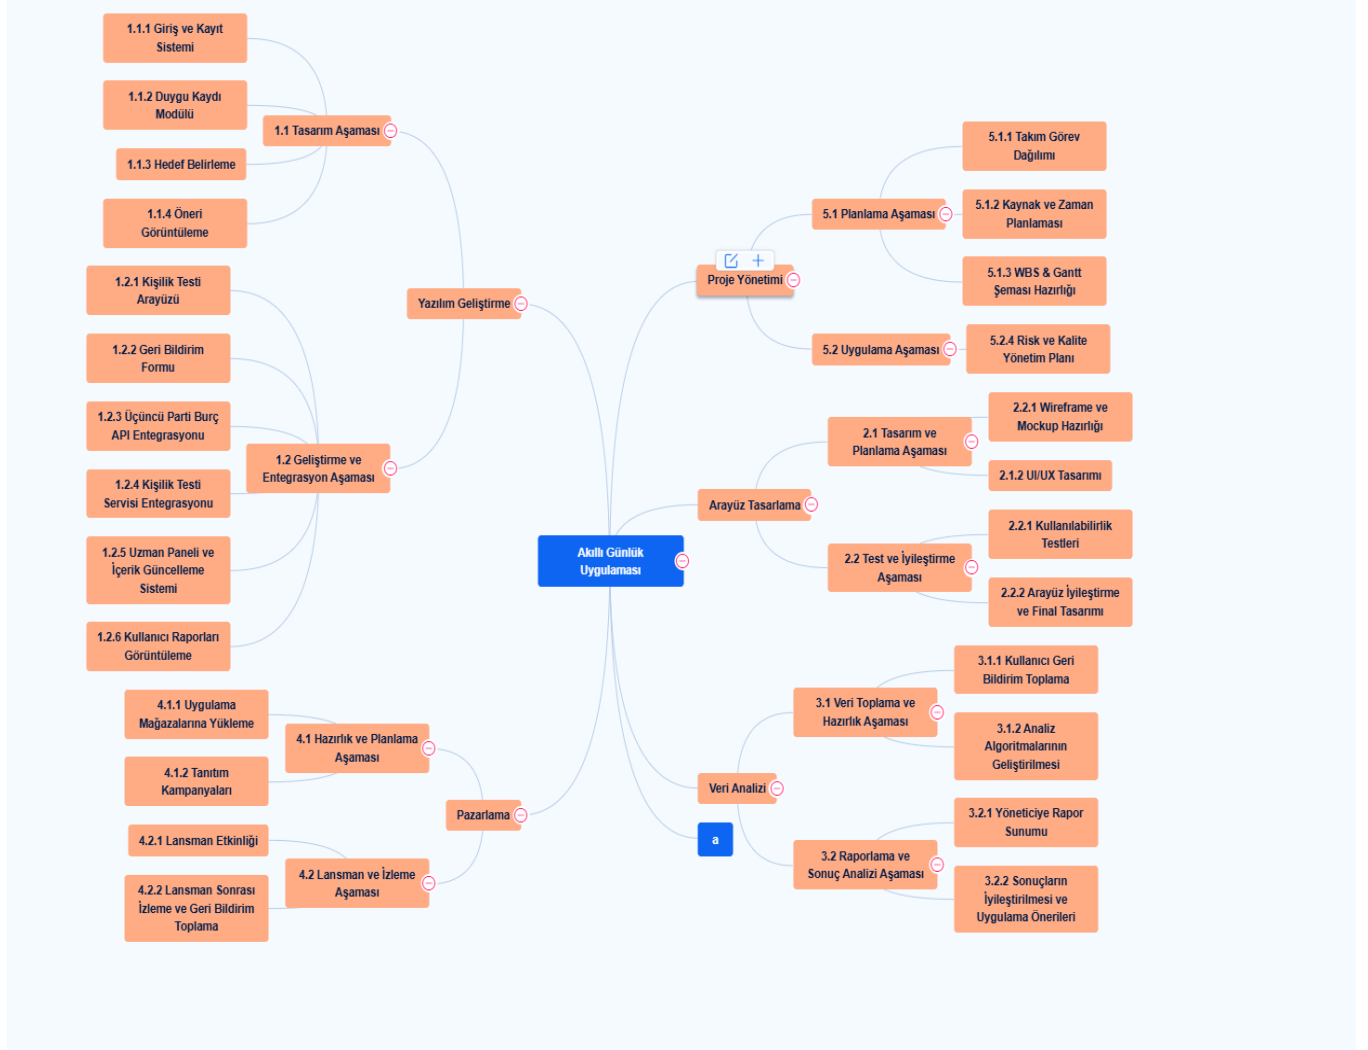 1.1.1 Giriş ve Kayıt
Sistemi
1.1.2 Duygu Kaydı
Modülü
1.1 Tasarım Aşaması
1.1.3 Hedef Belirleme
1.1.4 Öneri
Görüntüleme
1.2.1 Kişilik Testi
Arayüzü
Yazılım Geliştirme
1.2.2 Geri Bildirim
Formu
1.2.3 Üçüncü Parti Burç
API Entegrasyonu
1.2 Geliştirme ve
Entegrasyon Aşaması
1.2.4 Kişilik Testi
Servisi Entegrasyonu
1.2.5 Uzman Paneli ve
İçerik Güncelleme
Sistemi
1.2.6 Kullanıcı Raporları
Görüntüleme
4.1.1 Uygulama
Mağazalarına Yükleme
4.1 Hazırlık ve Planlama
Aşaması
4.1.2 Tanıtım
Kampanyaları
Pazarlama
4.2.1 Lansman Etkinliği
4.2 Lansman ve İzleme
Aşaması
4.2.2 Lansman Sonrası
İzleme ve Geri Bildirim
Toplama
Akıllı Günlük
Uygulaması
5.1.1 Takım Görev
Dağılımı
5.1 Planlama Aşaması
5.1.2 Kaynak ve Zaman
Planlaması
Proje Yönetimi
5.1.3 WBS & Gantt
Şeması Hazırlığı
5.2 Uygulama Aşaması
5.2.4 Risk ve Kalite
Yönetim Planı
2.2.1 Wireframe ve
Mockup Hazırlığı
2.1 Tasarım ve
Planlama Aşaması
2.1.2 UI/UX Tasarımı
Arayüz Tasarlama
2.2.1 Kullanılabilirlik
Testleri
2.2 Test ve İyileştirme
Aşaması
2.2.2 Arayüz İyileştirme
ve Final Tasarımı
3.1.1 Kullanıcı Geri
Bildirim Toplama
3.1 Veri Toplama ve
Hazırlık Aşaması
3.1.2 Analiz
Algoritmalarının
Geliştirilmesi
Veri Analizi
3.2.1 Yöneticiye Rapor
Sunumu
a
3.2 Raporlama ve
Sonuç Analizi Aşaması
3.2.2 Sonuçların
İyileştirilmesi ve
Uygulama Önerileri